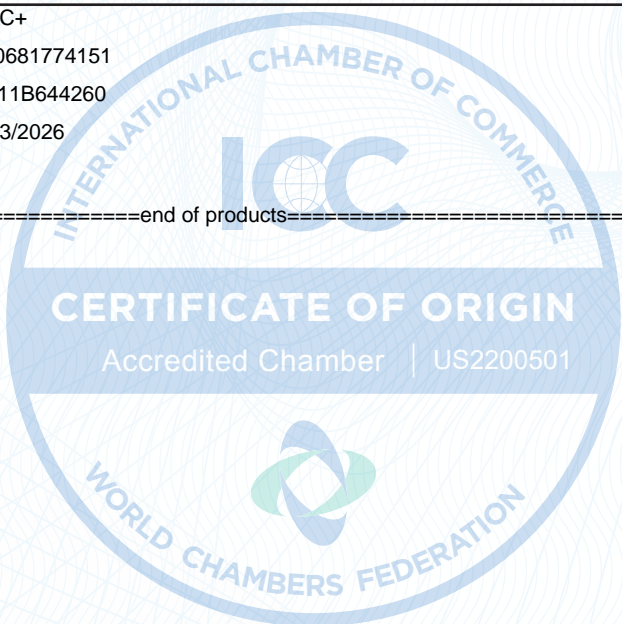 C+
0681774151
11B644260
3/2026
INTERNATIONAL CHAMBER OF COMMERCE
ICC
===========end of products===========================
CERTIFICATE OF ORIGIN
Accredited Chamber | US2200501
WORLD CHAMBERS FEDERATION